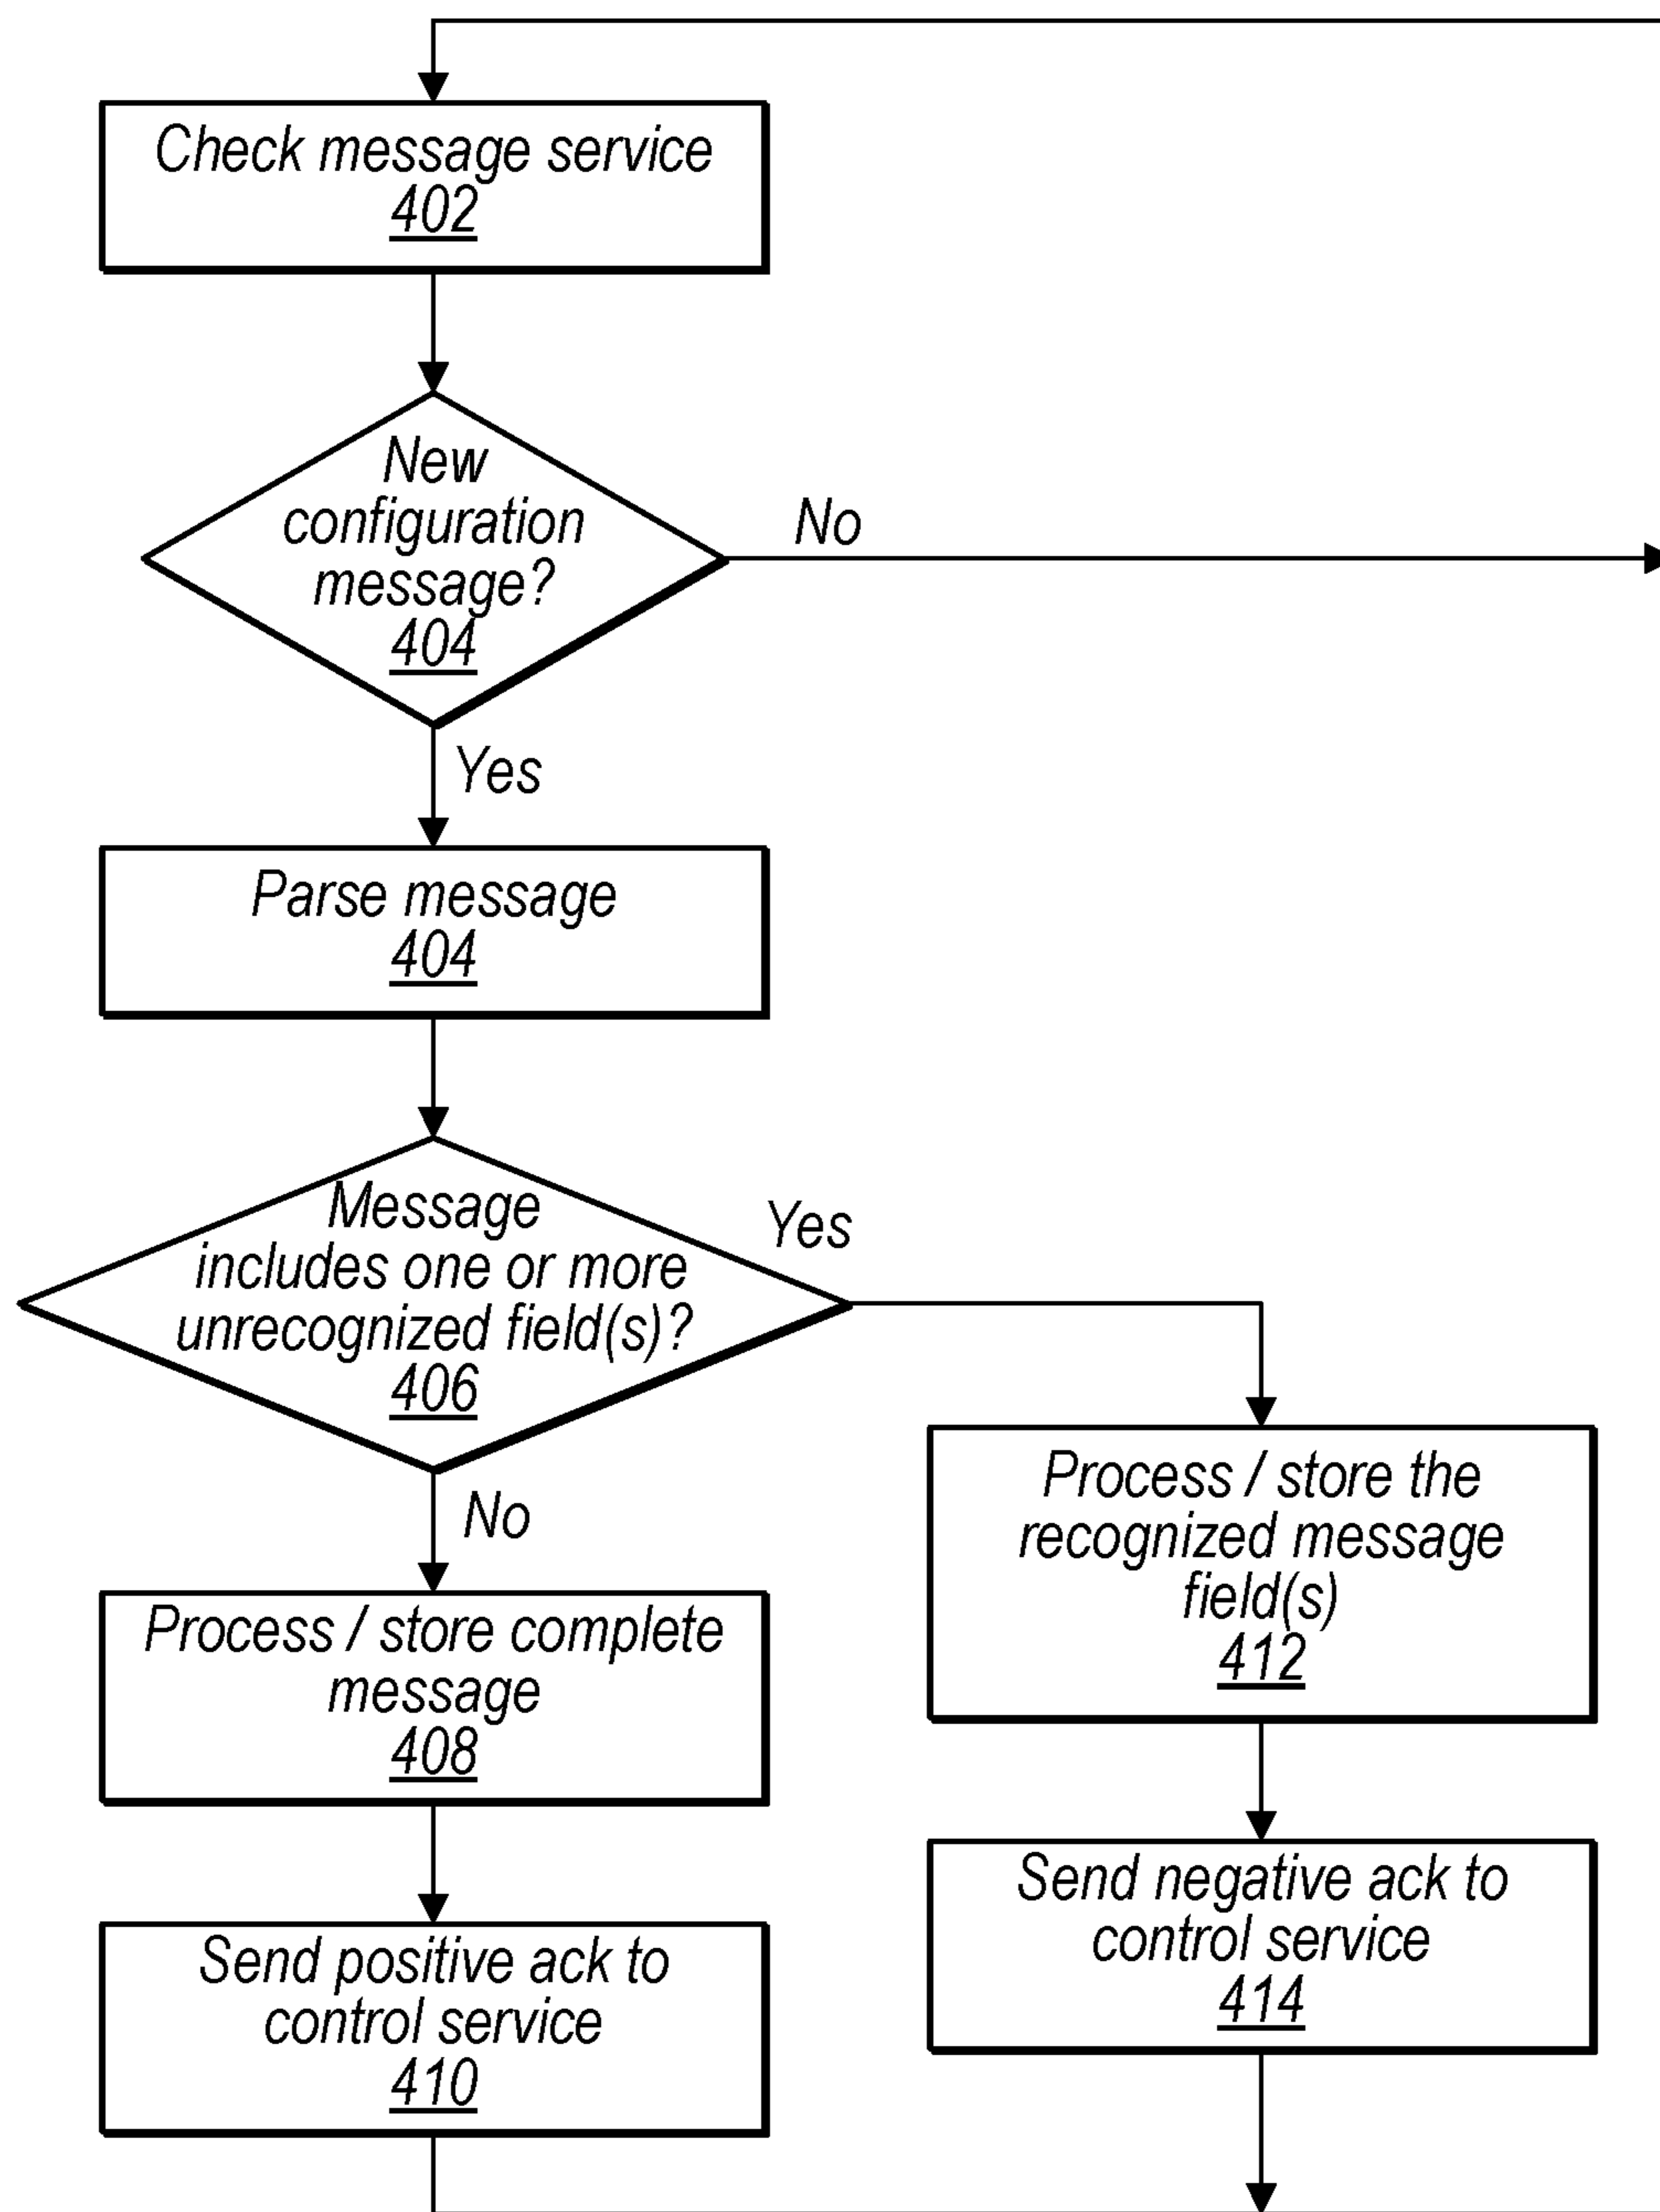 Check message service
402
New
configuration
message?
404
No
Yes
Parse message
404
Message
includes one or more
unrecognized field(s)?
406
Yes
No
Process / store the
recognized message
field(s)
412
Process / store complete
message
408
Send negative ack to
control service
414
Send positive ack to
control service
410